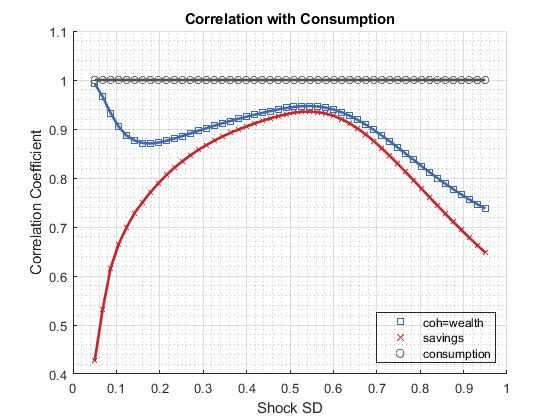 Correlation with Consumption
1.1
1
0.9
0.8
0.7
0.6
0.5
0.4
Correlation Coefficient
0 0.1 0.2 0.3 0.4 0.5 0.6 0.7 0.8 0.9 1
Shock SD
coh=wealth
savings
consumption